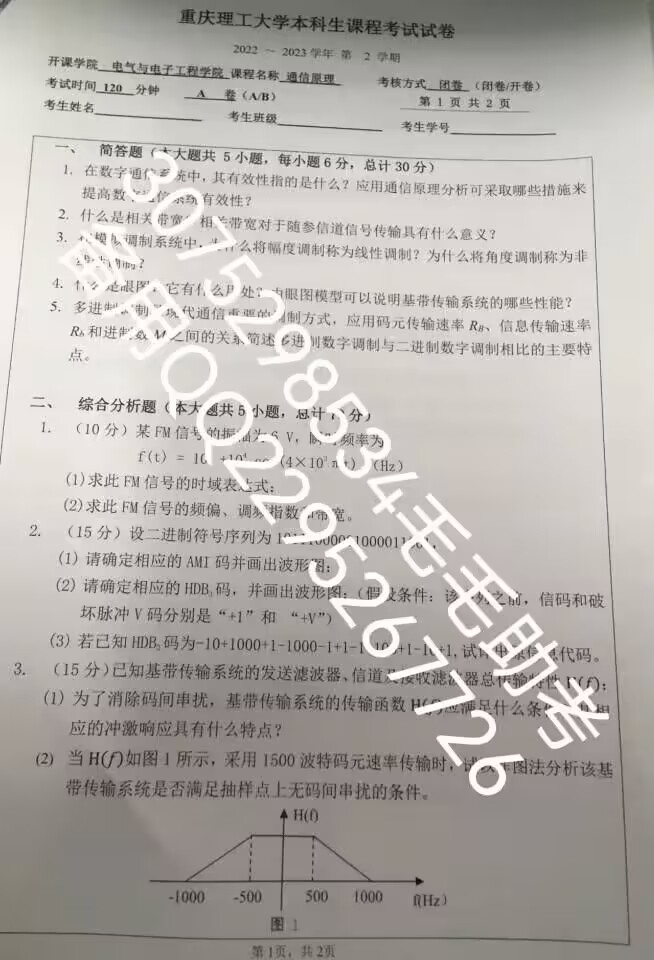 重庆理工大学本科生课程考试试卷
2022 ~ 2023 学年 第 2 学期
开课学院 电气与电子工程学院 课程名称 通信原理 考核方式 闭卷 (闭卷/开卷)
考试时间 120 分钟 A 卷(A/B) 第 1 页 共 2 页
考生姓名 考生班级 考生学号
一、 简答题(本大题共 5 小题,每小题 6 分,总计 30 分)
1. 在数字通信系统中,其有效性指的是什么?应用通信原理分析可采取哪些措施来
提高数字通信系统有效性?
2. 什么是相关带宽?相关带宽对于随参信道信号传输具有什么意义?
3. 在模拟调制系统中,为什么将幅度调制称为线性调制?为什么将角度调制称为非
线性调制?
4. 什么是眼图?它有什么用处?由眼图模型可以说明基带传输系统的哪些性能?
5. 多进制调制是现代通信重要的调制方式,应用码元传输速率 RB、信息传输速率
Rb 和进制数 M 之间的关系简述多进制数字调制与二进制数字调制相比的主要特
点。
二、 综合分析题(本大题共 5 小题,总计 分)
1. (10 分)某 FM 信号的振幅为 6 V,瞬时频率为
f(t) = (4×10³πt) (Hz)
(1)求此 FM 信号的时域表达式;
(2)求此 FM 信号的频偏、调频指数和带宽。
2. (15 分)设二进制符号序列为
(1) 请确定相应的 AMI 码并画出波形图;
(2) 请确定相应的 HDB₃ 码,并画出波形图;(假设条件:该序列之前,信码和破
坏脉冲 V 码分别是“+1”和 “+V”)
(3) 若已知 HDB₃ 码为-10+1000+1-1000-1+1- 信息代码。
3. (15 分)已知基带传输系统的发送滤波器、信道及接收滤波器总传输特性 H(f);
(1) 为了消除码间串扰,基带传输系统的传输函数 H(f)应满足什么条件 相
应的冲激响应具有什么特点?
(2) 当 H(f)如图 1 所示,采用 1500 波特码元速率传输时,试 作图法分析该基
带传输系统是否满足抽样点上无码间串扰的条件。
H(f)
-1000 -500 500 1000 f(Hz)
图 1
第 1页,共 2页
3075298534毛毛助考
备用QQ2295267726